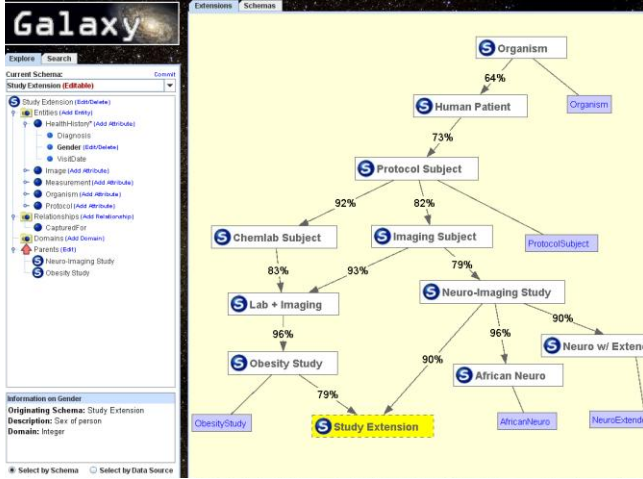 Galaxy
Explore
Search
Current Schema:
Commit
Study Extension (Editable)
Study Extension (Edit/Delete)
Entities (Add Entity)
HealthHistory* (Add Attribute)
Diagnosis
Gender (Edit/Delete)
VisitDate
Image (Add Attribute)
Measurement (Add Attribute)
Organism (Add Attribute)
Protocol (Add Attribute)
Relationships (Add Relationship)
CapturedFor
Domains (Add Domain)
Parents (Edit)
Neuro-Imaging Study
Obesity Study
Information on Gender
Originating Schema: Study Extension
Description: Sex of person
Domain: Integer
Select by Schema
Select by Data Source
Extensions
Schemas
S Organism
64%
S Human Patient
Organism
73%
S Protocol Subject
92%
82%
S Chemlab Subject
S Imaging Subject
ProtocolSubject
83%
93%
79%
S Lab + Imaging
S Neuro-Imaging Study
96%
90%
96%
90%
S Neuro w/ Extende
S Obesity Study
S African Neuro
79%
ObesityStudy
S Study Extension
AfricanNeuro
NeuroExtende